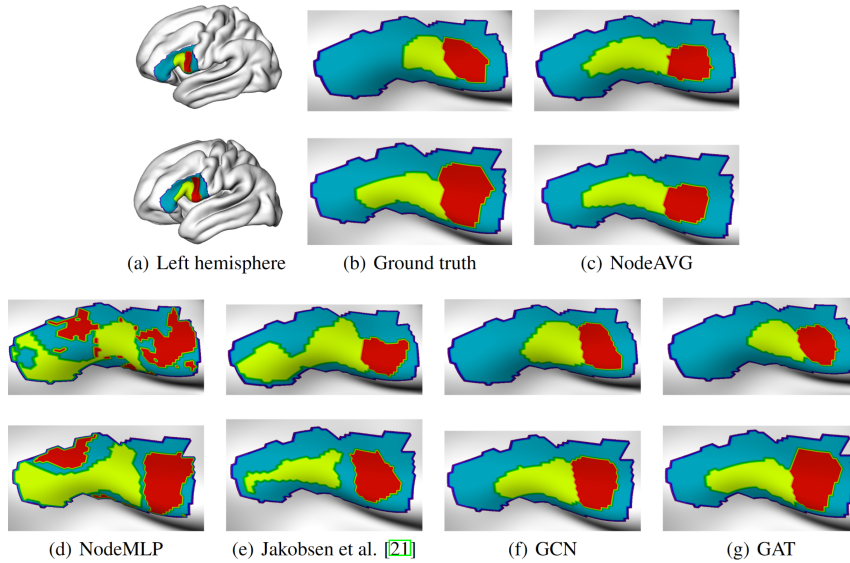 (a) Left hemisphere
(b) Ground truth
(c) NodeAVG
(d) NodeMLP
(e) Jakobsen et al. [21]
(f) GCN
(g) GAT